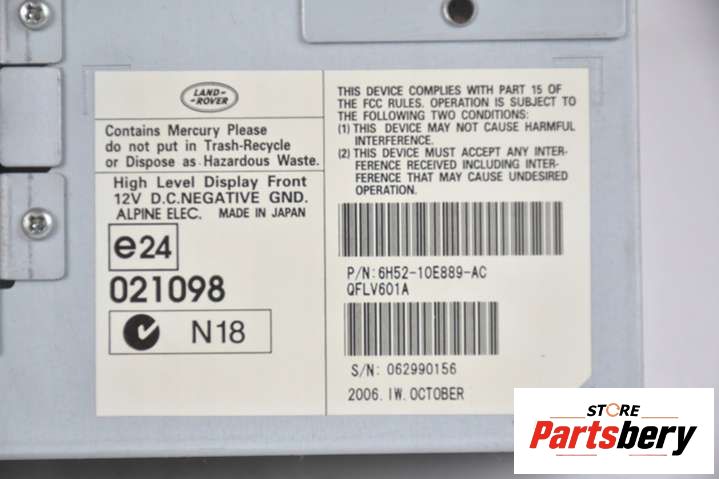 LAND-
-ROVER
Contains Mercury Please
do not put in Trash-Recycle
or Dispose as Hazardous Waste.
High Level Display Front
12V D.C.NEGATIVE GND.
ALPINE ELEC. MADE IN JAPAN
e24
021098
N18
THIS DEVICE COMPLIES WITH PART 15 OF
THE FCC RULES. OPERATION IS SUBJECT TO
THE FOLLOWING TWO CONDITIONS:
(1) THIS DEVICE MAY NOT CAUSE HARMFUL
INTERFERENCE.
(2) THIS DEVICE MUST ACCEPT ANY INTER-
FERENCE RECEIVED INCLUDING INTER-
FERENCE THAT MAY CAUSE UNDESIRED
OPERATION.
P/N:6H52-10E889-AC
QFLV601A
S/N: 062990156
2006. IW. OCTOBER
STORE
Partsbery